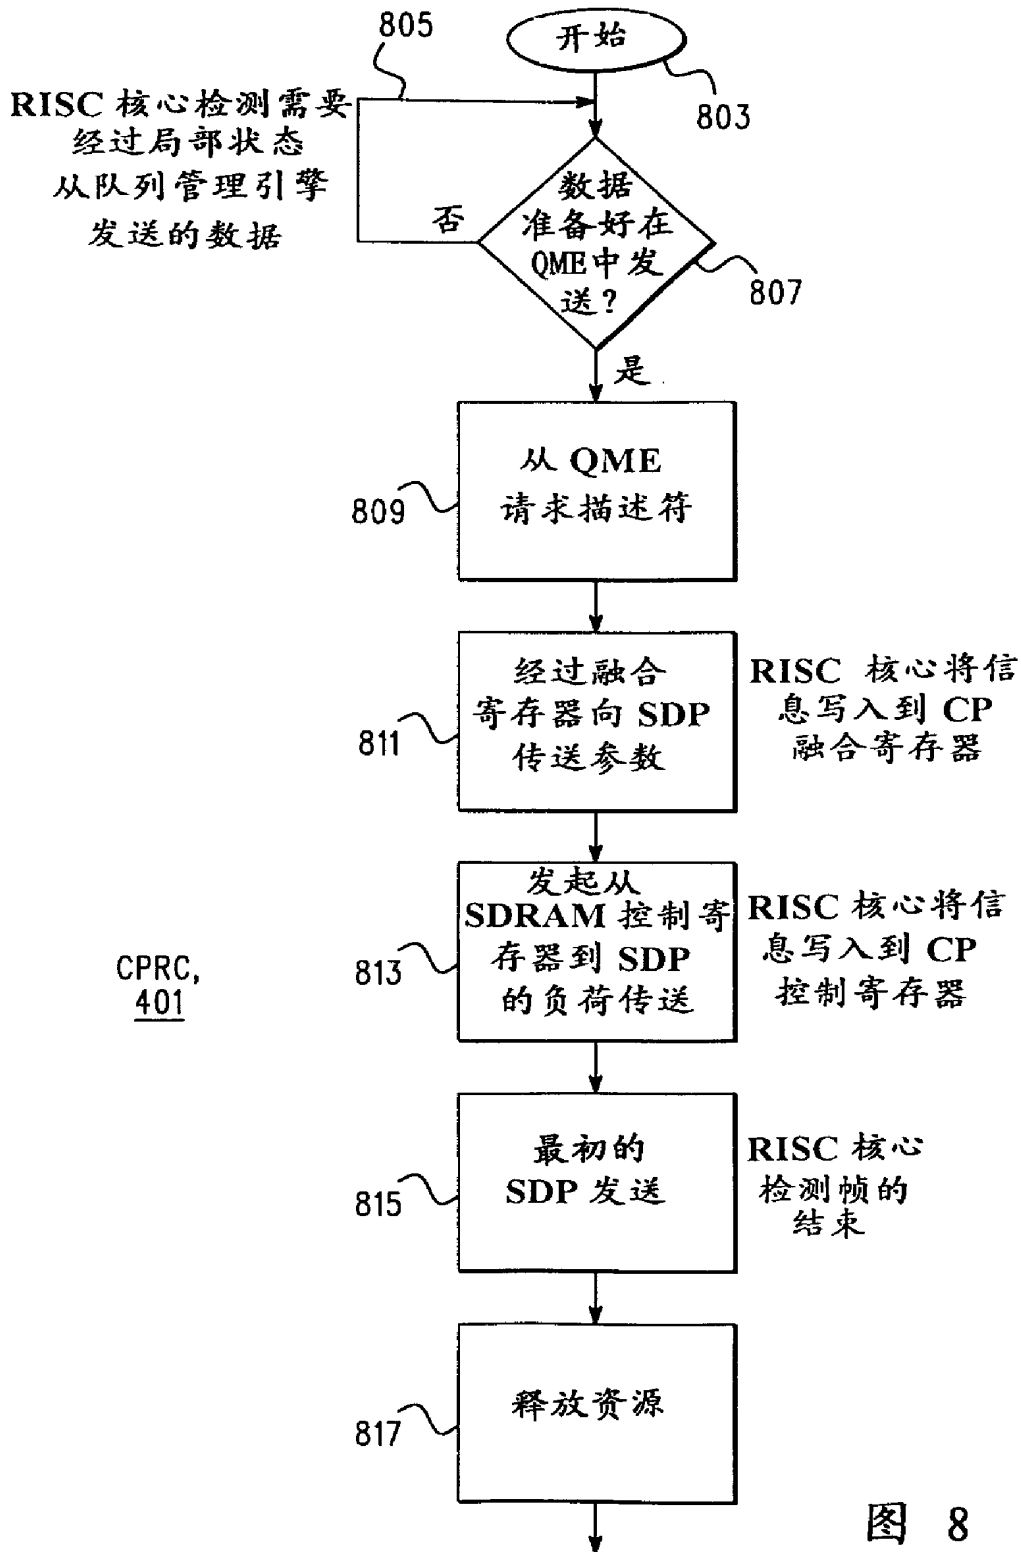 805
开始
803
RISC 核心检测需要
经过局部状态
从队列管理引擎
发送的数据
否
数据
准备好在
QME中发
送?
807
是
从 QME
请求描述符
809
经过融合
寄存器向 SDP
传送参数
811
RISC 核心将信
息写入到 CP
融合寄存器
发起从
SDRAM 控制寄
存器到 SDP
的负荷传送
813
RISC 核心将信
息写入到 CP
控制寄存器
CPRC,
401
最初的
SDP 发送
815
RISC 核心
检测帧的
结束
释放资源
817
图 8